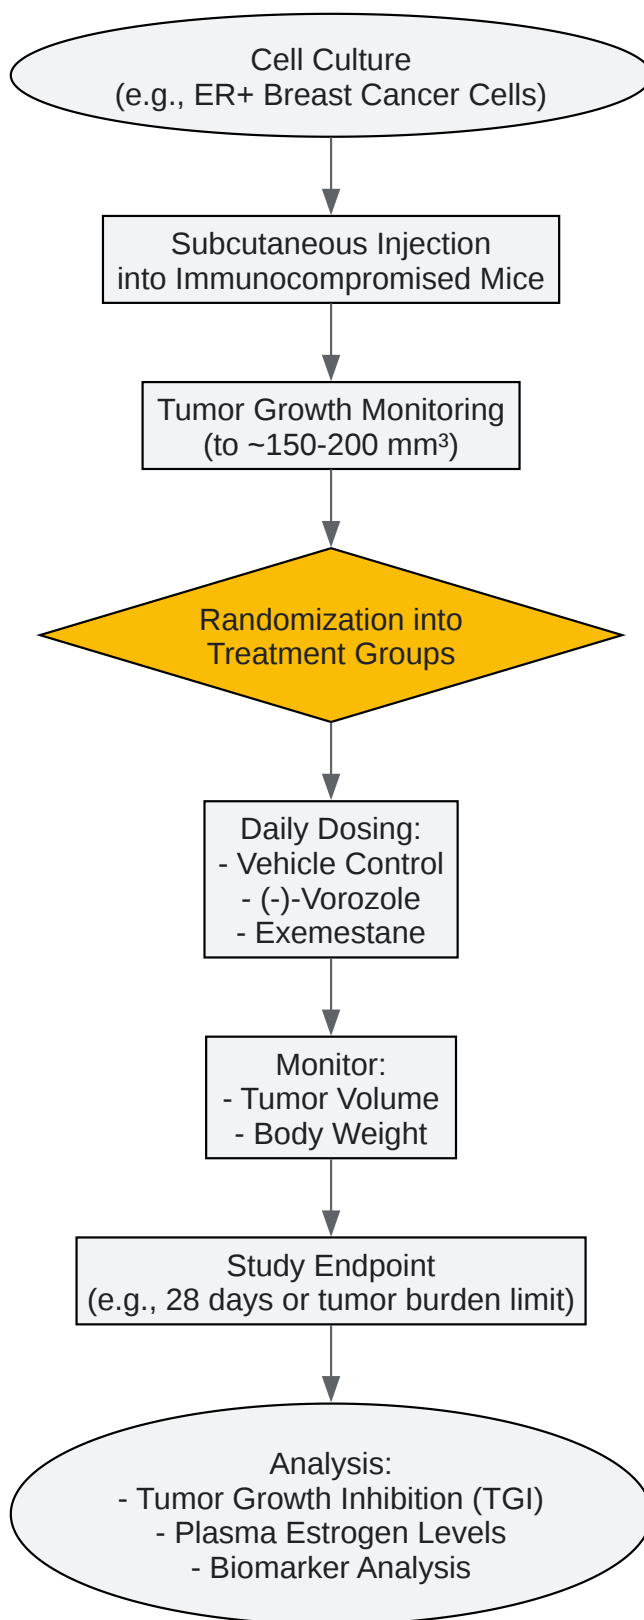 Cell Culture
(e.g., ER+ Breast Cancer Cells)
Subcutaneous Injection
into Immunocompromised Mice
Tumor Growth Monitoring
(to ~150-200 mm³)
Randomization into
Treatment Groups
Daily Dosing:
- Vehicle Control
- (-)-Vorozole
- Exemestane
Monitor:
- Tumor Volume
- Body Weight
Study Endpoint
(e.g., 28 days or tumor burden limit)
Analysis:
- Tumor Growth Inhibition (TGI)
- Plasma Estrogen Levels
- Biomarker Analysis